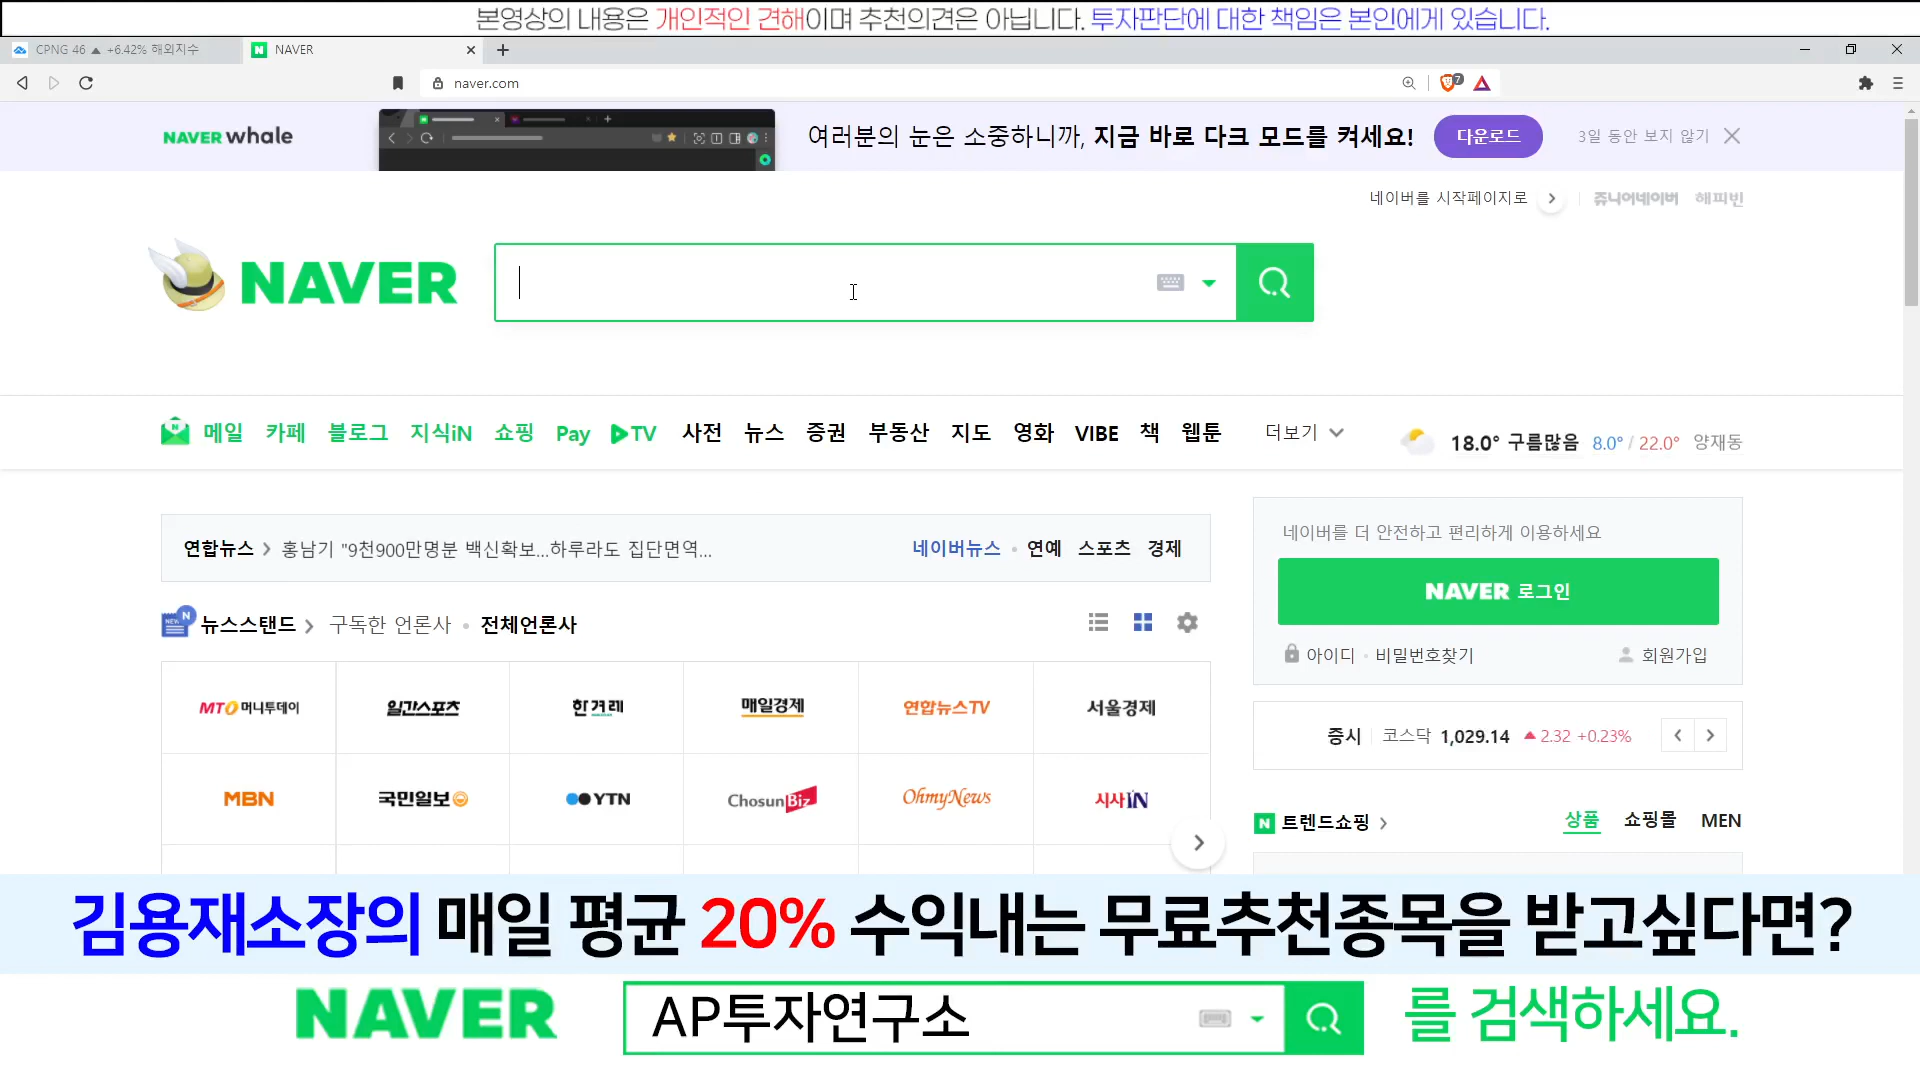 본영상의 내용은 개인적인 견해이며 추천의견은 아닙니다. 투자판단에 대한 책임은 본인에게 있습니다.
CPNG 46 ▲ +6.42% 해외지수
NAVER
naver.com
7
NAVER whale
여러분의 눈은 소중하니까, 지금 바로 다크 모드를 켜세요!
다운로드
3일 동안 보지 않기
네이버를 시작페이지로
쥬니어네이버 해피빈
NAVER
메일 카페 블로그 지식iN 쇼핑 Pay TV 사전 뉴스 증권 부동산 지도 영화 VIBE 책 웹툰 더보기
18.0° 구름많음 8.0° / 22.0° 양재동
연합뉴스 홍남기 "9천900만명분 백신확보...하루라도 집단면역...
네이버뉴스 연예 스포츠 경제
네이버를 더 안전하고 편리하게 이용하세요
NAVER 로그인
아이디 비밀번호찾기 회원가입
뉴스스탠드 구독한 언론사 전체언론사
MTO 머니투데이 일간스포츠 한겨레 매일경제 연합뉴스TV 서울경제
MBN 국민일보 YTN ChosunBiz OhmyNews 시사IN
증시 코스닥 1,029.14 ▲ 2.32 +0.23%
N 트렌드쇼핑 상품 쇼핑몰 MEN
김용재소장의 매일 평균 20% 수익내는 무료추천종목을 받고싶다면?
NAVER AP투자연구소 를 검색하세요.